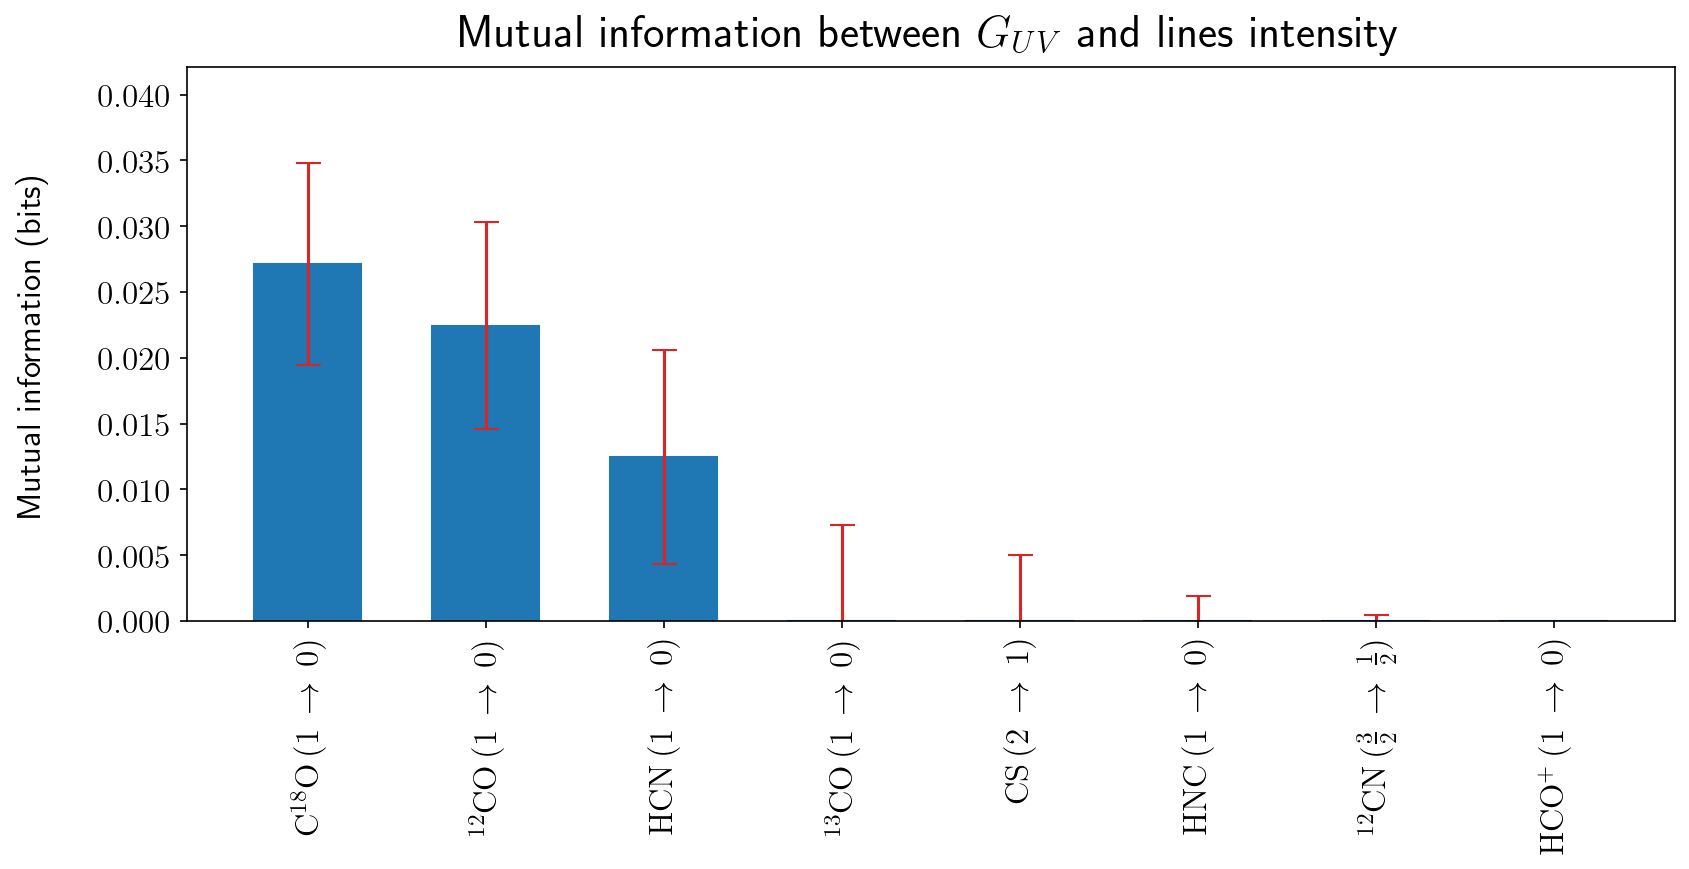 Mutual information between G_{UV} and lines intensity
Mutual information (bits)
0.040
0.035
0.030
0.025
0.020
0.015
0.010
0.005
0.000
C¹⁸O (1 → 0)
¹²CO (1 → 0)
HCN (1 → 0)
¹³CO (1 → 0)
CS (2 → 1)
HNC (1 → 0)
¹²CN (3/2 → 1/2)
HCO⁺ (1 → 0)